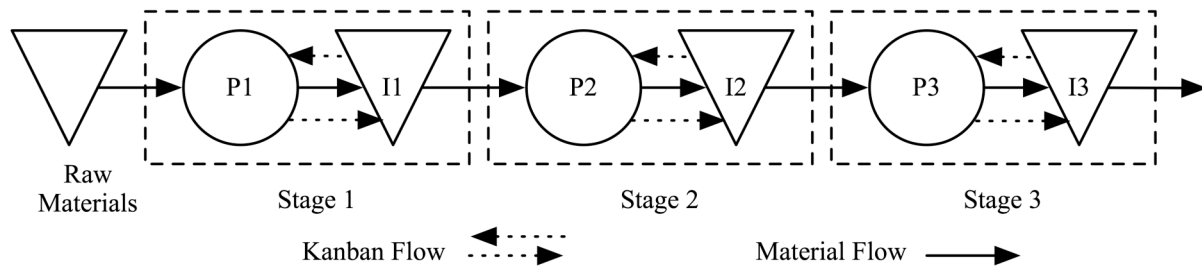 P1
I1
P2
I2
P3
I3
Raw
Materials
Stage 1
Stage 2
Stage 3
Kanban Flow
Material Flow